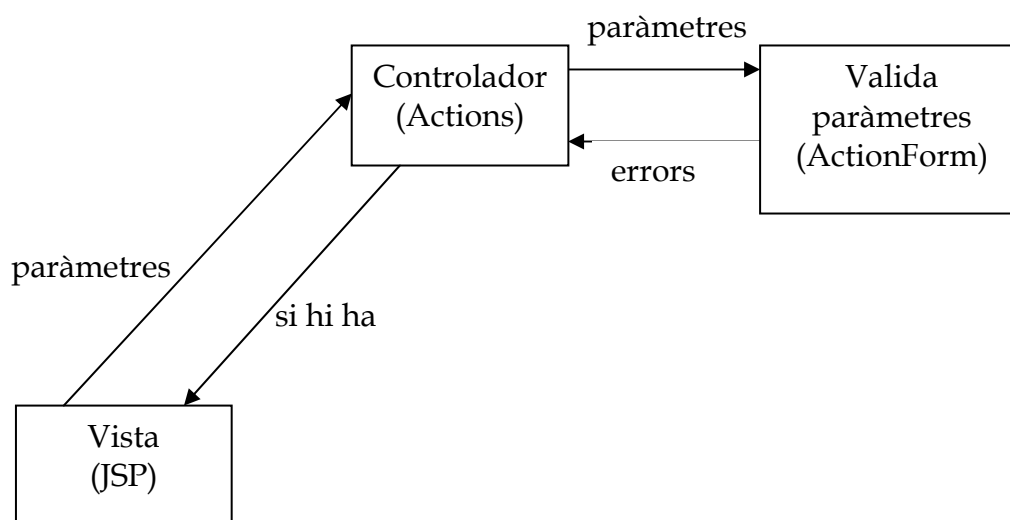 paràmetres
Controlador
(Actions)
Valida
paràmetres
(ActionForm)
errors
paràmetres
si hi ha
Vista
(JSP)